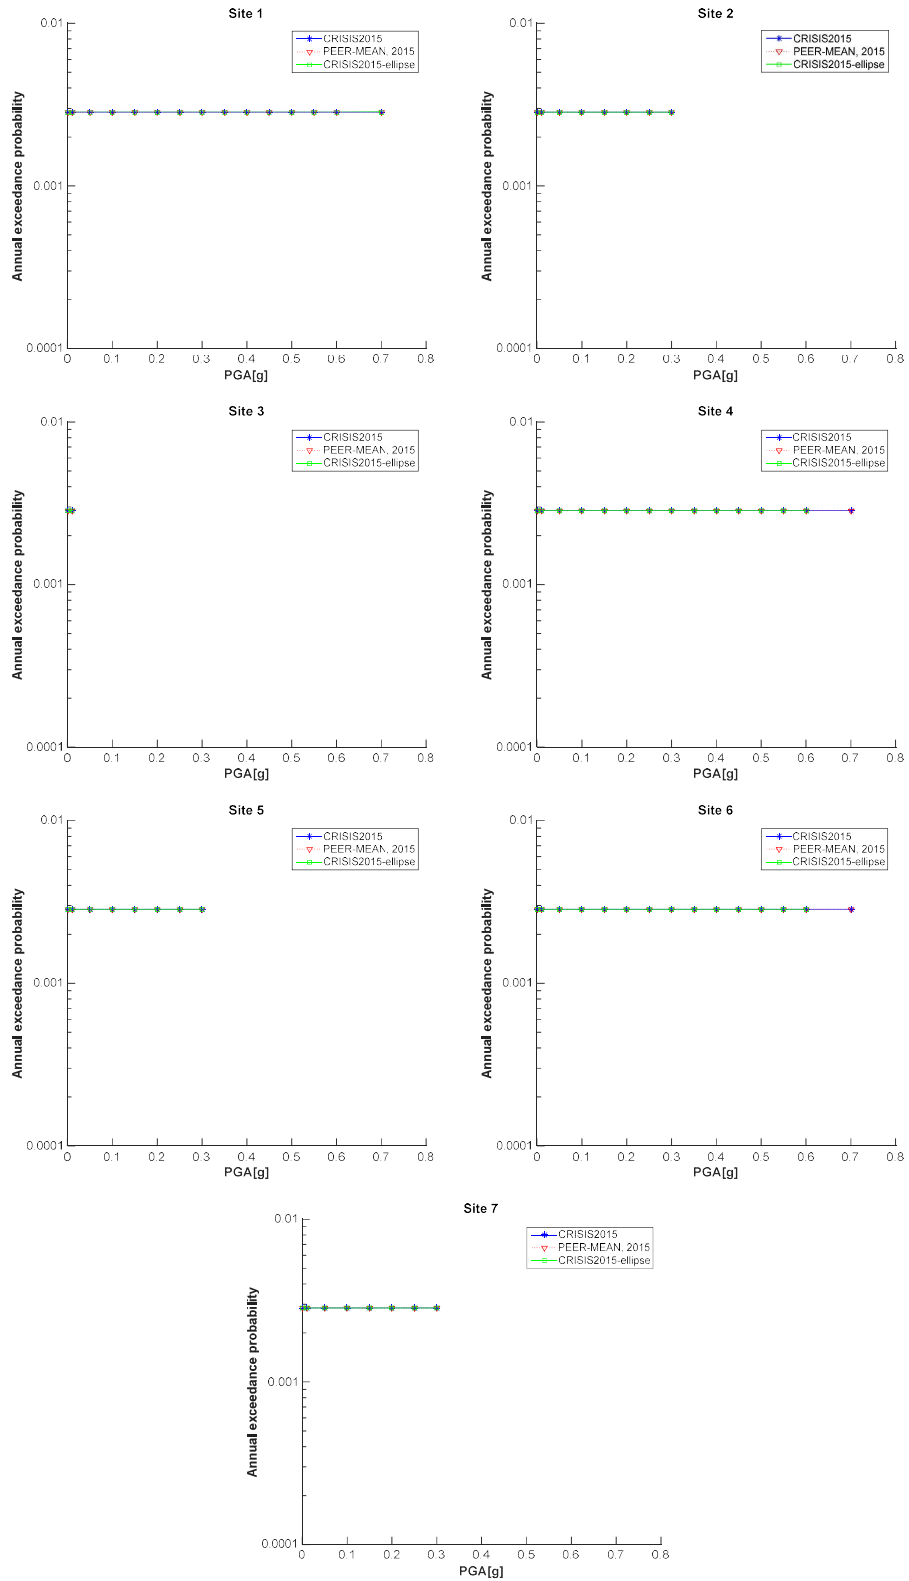 Site 1
0.01
CRISIS2015
PEER-MEAN, 2015
CRISIS2015-ellipse
Annual exceedance probability
0.001
0.0001
0 0.1 0.2 0.3 0.4 0.5 0.6 0.7 0.8
PGA[g]
Site 2
0.01
CRISIS2015
PEER-MEAN, 2015
CRISIS2015-ellipse
Annual exceedance probability
0.001
0.0001
0 0.1 0.2 0.3 0.4 0.5 0.6 0.7 0.8
PGA[g]
Site 3
0.01
CRISIS2015
PEER-MEAN, 2015
CRISIS2015-ellipse
Annual exceedance probability
0.001
0.0001
0 0.1 0.2 0.3 0.4 0.5 0.6 0.7 0.8
PGA[g]
Site 4
0.01
CRISIS2015
PEER-MEAN, 2015
CRISIS2015-ellipse
Annual exceedance probability
0.001
0.0001
0 0.1 0.2 0.3 0.4 0.5 0.6 0.7 0.8
PGA[g]
Site 5
0.01
CRISIS2015
PEER-MEAN, 2015
CRISIS2015-ellipse
Annual exceedance probability
0.001
0.0001
0 0.1 0.2 0.3 0.4 0.5 0.6 0.7 0.8
PGA[g]
Site 6
0.01
CRISIS2015
PEER-MEAN, 2015
CRISIS2015-ellipse
Annual exceedance probability
0.001
0.0001
0 0.1 0.2 0.3 0.4 0.5 0.6 0.7 0.8
PGA[g]
Site 7
0.01
CRISIS2015
PEER-MEAN, 2015
CRISIS2015-ellipse
Annual exceedance probability
0.001
0.0001
0 0.1 0.2 0.3 0.4 0.5 0.6 0.7 0.8
PGA[g]